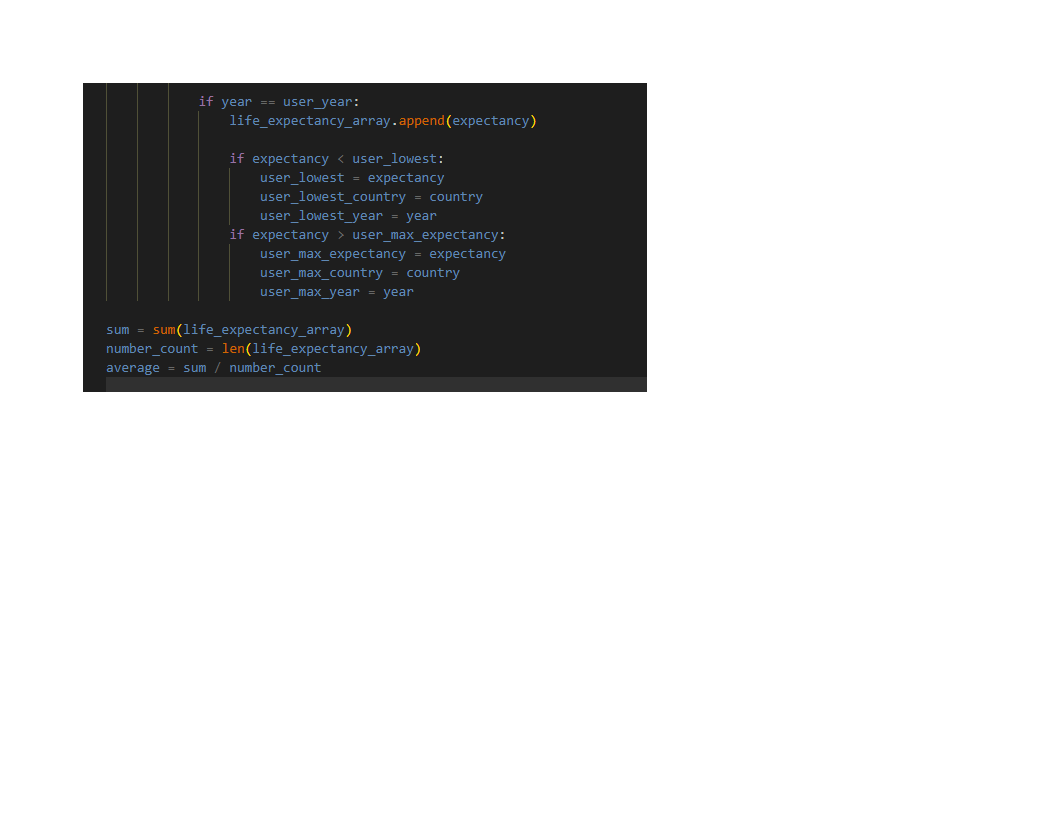 if year == user_year:
life_expectancy_array.append(expectancy)
if expectancy < user_lowest:
user_lowest = expectancy
user_lowest_country = country
user_lowest_year = year
if expectancy > user_max_expectancy:
user_max_expectancy = expectancy
user_max_country = country
user_max_year = year
sum = sum(life_expectancy_array)
number_count = len(life_expectancy_array)
average = sum / number_count